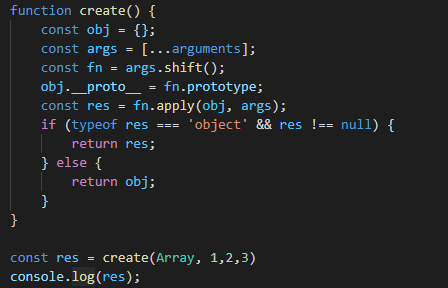 function create() {
    const obj = {};
    const args = [...arguments];
    const fn = args.shift();
    obj.__proto__ = fn.prototype;
    const res = fn.apply(obj, args);
    if (typeof res === 'object' && res !== null) {
        return res;
    } else {
        return obj;
    }
}

const res = create(Array, 1,2,3)
console.log(res);